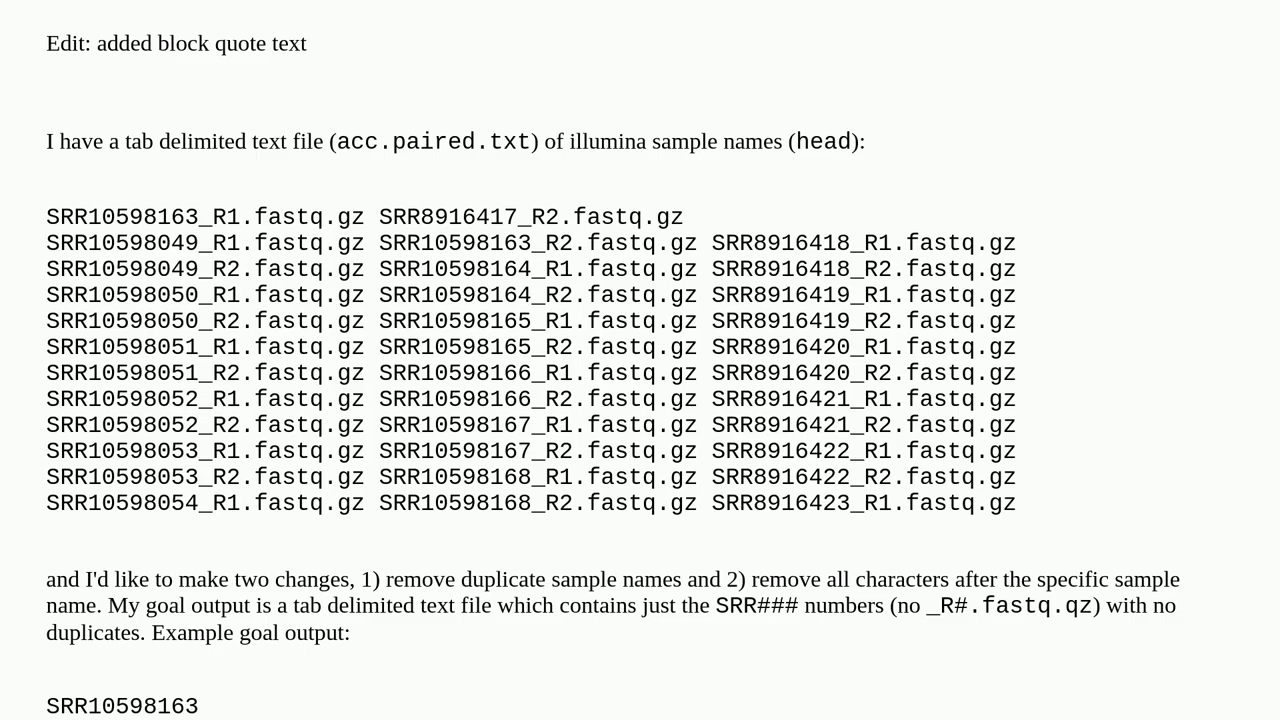 Edit: added block quote text
I have a tab delimited text file (acc.paired.txt) of illumina sample names (head):
SRR10598163_R1.fastq.gz SRR8916417_R2.fastq.gz
SRR10598049_R1.fastq.gz SRR10598163_R2.fastq.gz SRR8916418_R1.fastq.gz
SRR10598049_R2.fastq.gz SRR10598164_R1.fastq.gz SRR8916418_R2.fastq.gz
SRR10598050_R1.fastq.gz SRR10598164_R2.fastq.gz SRR8916419_R1.fastq.gz
SRR10598050_R2.fastq.gz SRR10598165_R1.fastq.gz SRR8916419_R2.fastq.gz
SRR10598051_R1.fastq.gz SRR10598165_R2.fastq.gz SRR8916420_R1.fastq.gz
SRR10598051_R2.fastq.gz SRR10598166_R1.fastq.gz SRR8916420_R2.fastq.gz
SRR10598052_R1.fastq.gz SRR10598166_R2.fastq.gz SRR8916421_R1.fastq.gz
SRR10598052_R2.fastq.gz SRR10598167_R1.fastq.gz SRR8916421_R2.fastq.gz
SRR10598053_R1.fastq.gz SRR10598167_R2.fastq.gz SRR8916422_R1.fastq.gz
SRR10598053_R2.fastq.gz SRR10598168_R1.fastq.gz SRR8916422_R2.fastq.gz
SRR10598054_R1.fastq.gz SRR10598168_R2.fastq.gz SRR8916423_R1.fastq.gz
and I'd like to make two changes, 1) remove duplicate sample names and 2) remove all characters after the specific sample
name. My goal output is a tab delimited text file which contains just the SRR### numbers (no _R#.fastq.qz) with no
duplicates. Example goal output:
SRR10598163